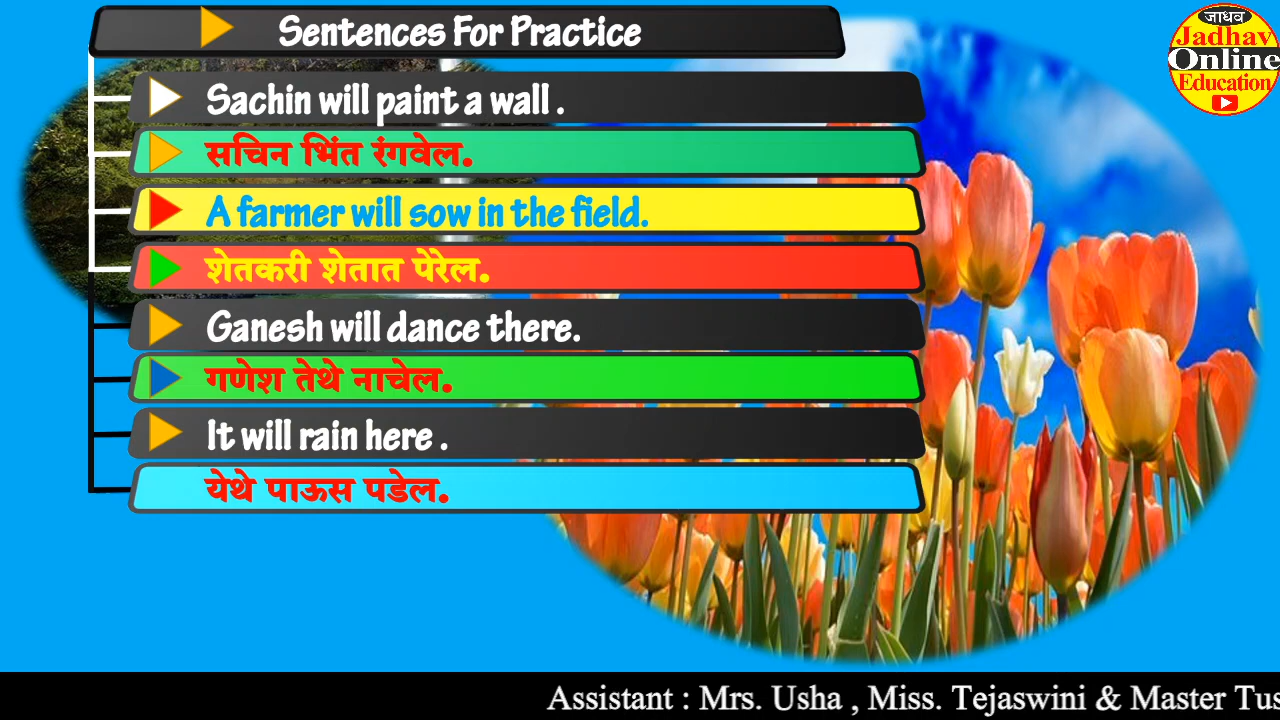 Sentences For Practice
Sachin will paint a wall .
सचिन भिंत रंगवेल.
A farmer will sow in the field.
शेतकरी शेतात पेरेल.
Ganesh will dance there.
गणेश तेथे नाचेल.
It will rain here .
येथे पाऊस पडेल.
जाधव
Jadhav
Online
Education
Assistant : Mrs. Usha , Miss. Tejaswini & Master Tus